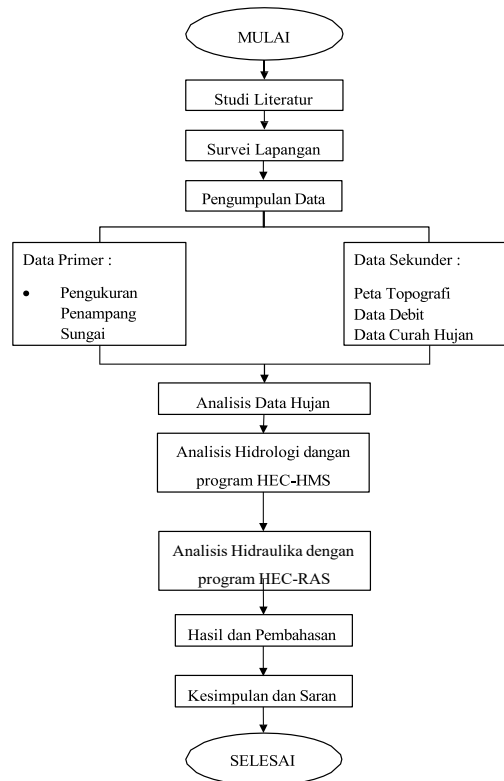 MULAI
Studi Literatur
Survei Lapangan
Pengumpulan Data
Data Primer :
• Pengukuran
Penampang
Sungai
Data Sekunder :
Peta Topografi
Data Debit
Data Curah Hujan
Analisis Data Hujan
Analisis Hidrologi dangan
program HEC-HMS
Analisis Hidraulika dengan
program HEC-RAS
Hasil dan Pembahasan
Kesimpulan dan Saran
SELESAI